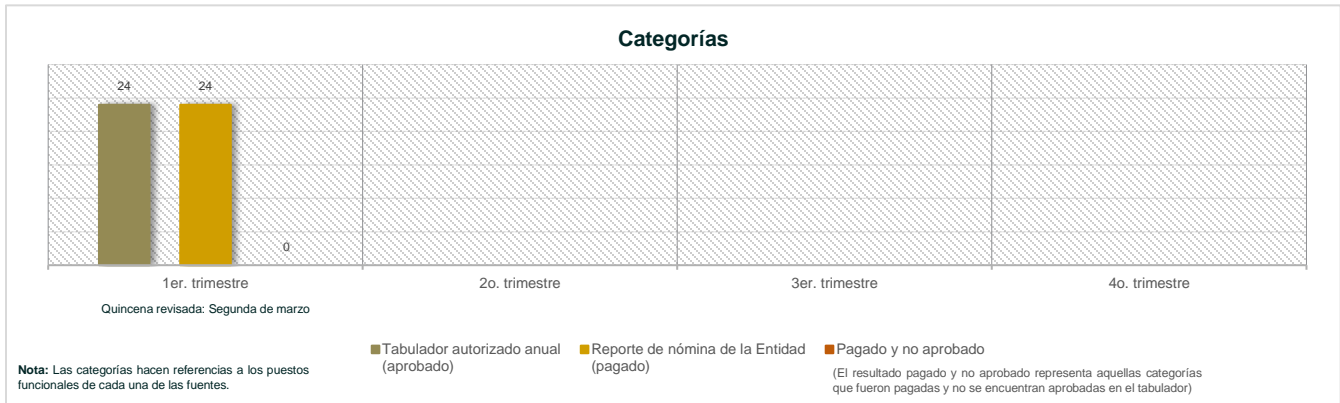 Categorías
24
24
0
1er. trimestre
2o. trimestre
3er. trimestre
4o. trimestre
Quincena revisada: Segunda de marzo
Tabulador autorizado anual
(aprobado)
Reporte de nómina de la Entidad
(pagado)
Pagado y no aprobado
(El resultado pagado y no aprobado representa aquellas categorías
que fueron pagadas y no se encuentran aprobadas en el tabulador)
Nota: Las categorías hacen referencias a los puestos
funcionales de cada una de las fuentes.